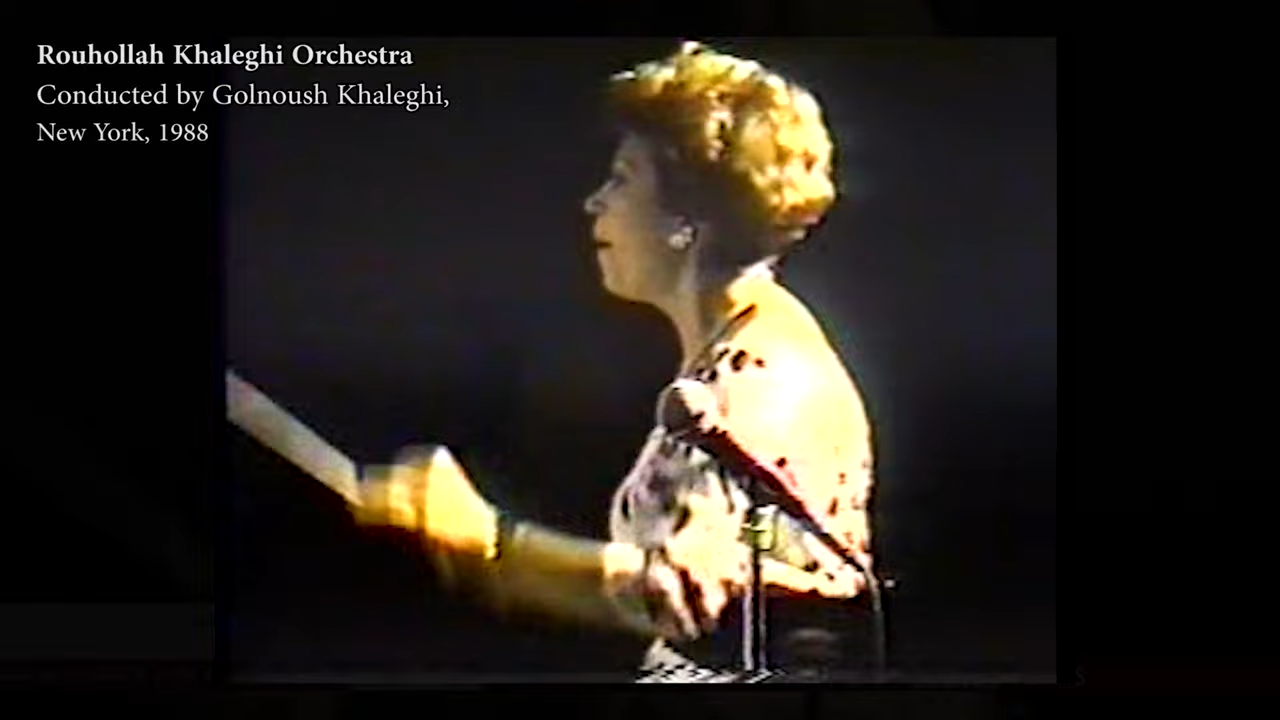 Rouhollah Khaleghi Orchestra
Conducted by Golnoush Khaleghi,
New York, 1988